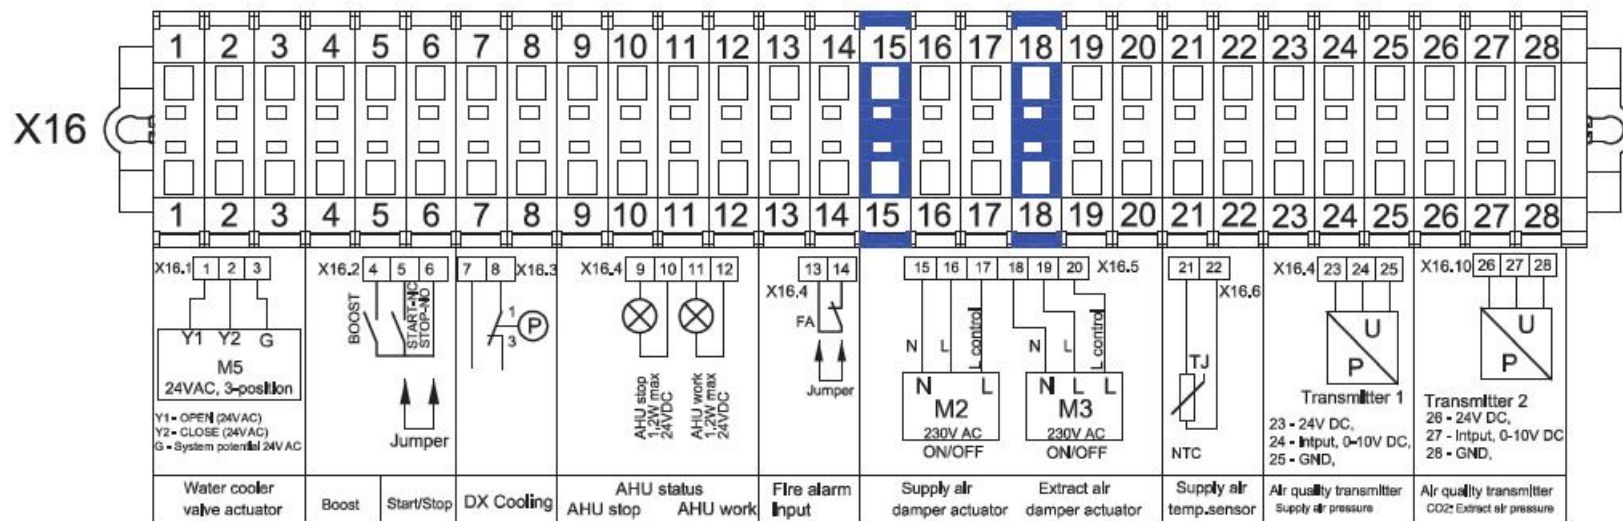 1 2 3 4 5 6 7 8 9 10 11 12 13 14 15 16 17 18 19 20 21 22 23 24 25 26 27 28
X16
1 2 3 4 5 6 7 8 9 10 11 12 13 14 15 16 17 18 19 20 21 22 23 24 25 26 27 28
X16.1 1 2 3
Y1 Y2 G
M5
24VAC, 3-position
Y1 - OPEN (24VAC)
Y2 - CLOSE (24VAC)
G - System potential 24VAC
Water cooler
valve actuator
X16.2 4 5 6
BOOST
START-NC
STOP-NO
Jumper
Boost
Start/Stop
7 8 X16.3
1
P
3
DX Cooling
X16.4 9 10 11 12
AHU stop
1,2W max
24VDC
AHU work
1,2W max
24VDC
AHU status
AHU stop AHU work
13 14
X16.4
FA
Jumper
Fire alarm
Input
15 16 17 18 19 20 X16.5
N L L control
N L
M2
230V AC
ON/OFF
Supply air
damper actuator
N L L control
N L L
M3
230V AC
ON/OFF
Extract air
damper actuator
21 22
X16.6
TJ
NTC
Supply air
temp.sensor
X16.4 23 24 25
U
P
Transmitter 1
23 - 24V DC,
24 - Intput, 0-10V DC,
25 - GND,
Air quality transmitter
Supply air pressure
X16.10 26 27 28
U
P
Transmitter 2
26 - 24V DC,
27 - Intput, 0-10V DC
28 - GND,
Air quality transmitter
CO2; Extract air pressure